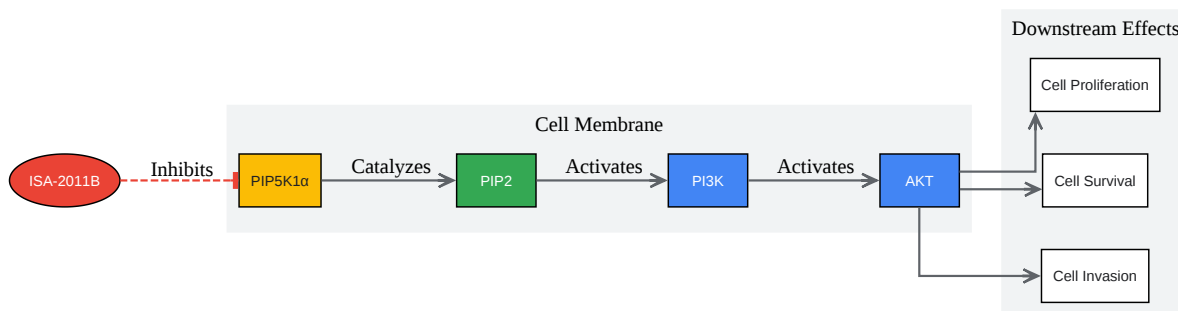 Downstream Effects
Cell Proliferation
Cell Membrane
ISA-2011B
Inhibits
PIP5K1α
Catalyzes
PIP2
Activates
PI3K
Activates
AKT
Cell Survival
Cell Invasion